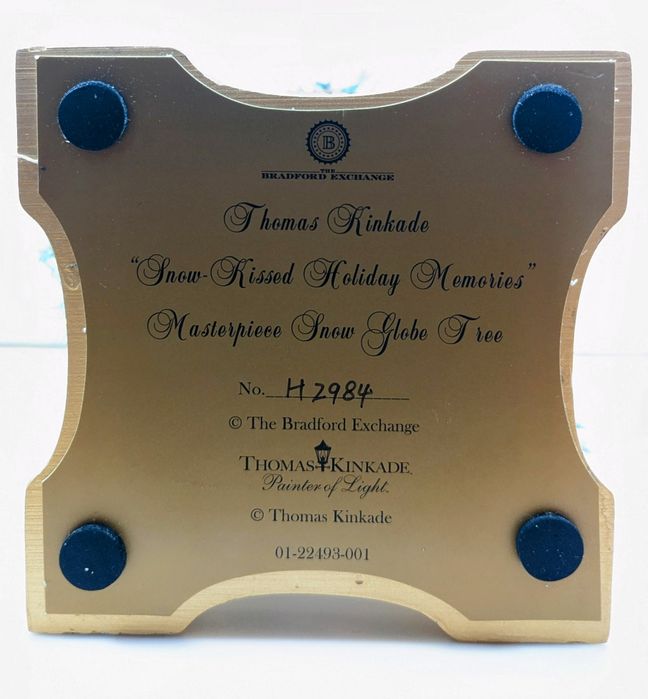 B
THE
BRADFORD EXCHANGE
Thomas Kinkade
"Snow-Kissed Holiday Memories"
Masterpiece Snow Globe Tree
No. H2984
© The Bradford Exchange
THOMAS KINKADE
Painter of Light
© Thomas Kinkade
01-22493-001